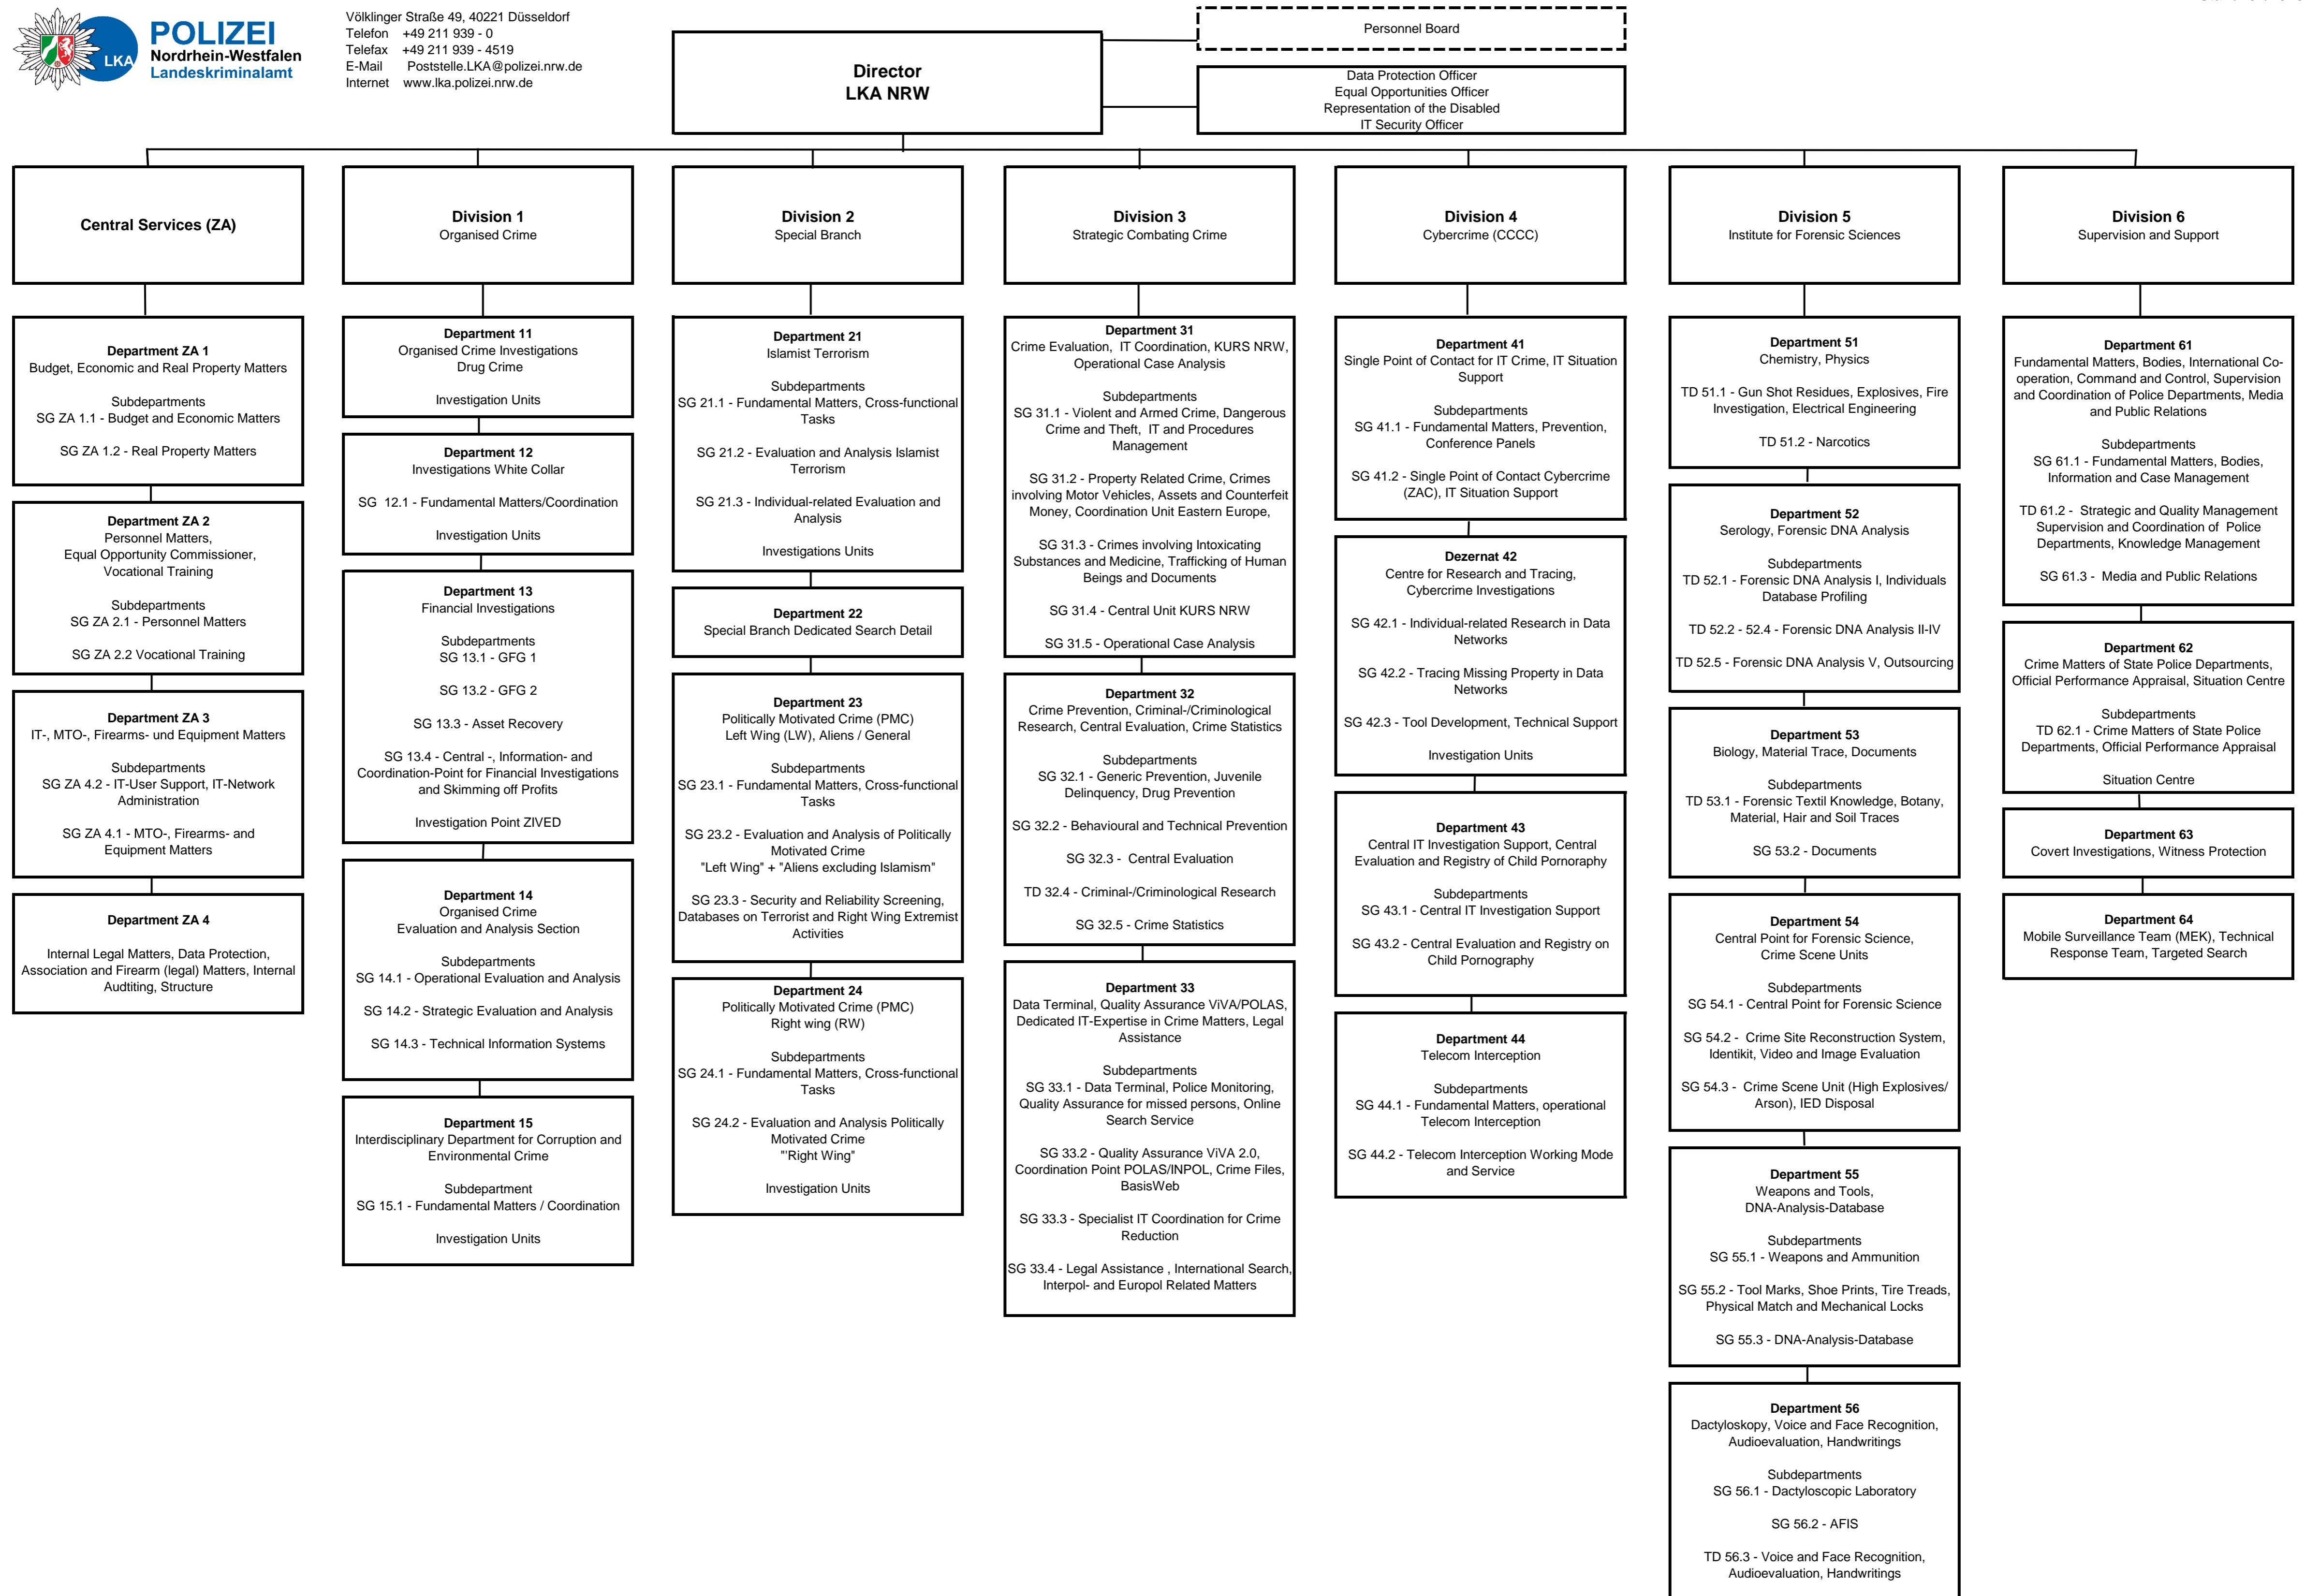 POLIZEI
Nordrhein-Westfalen
Landeskriminalamt
LKA
Völklinger Straße 49, 40221 Düsseldorf
Telefon +49 211 939 - 0
Telefax +49 211 939 - 4519
E-Mail Poststelle.LKA@polizei.nrw.de
Internet www.lka.polizei.nrw.de
Director
LKA NRW
Personnel Board
Data Protection Officer
Equal Opportunities Officer
Representation of the Disabled
IT Security Officer
Central Services (ZA)
Department ZA 1
Budget, Economic and Real Property Matters
Subdepartments
SG ZA 1.1 - Budget and Economic Matters
SG ZA 1.2 - Real Property Matters
Department ZA 2
Personnel Matters,
Equal Opportunity Commissioner,
Vocational Training
Subdepartments
SG ZA 2.1 - Personnel Matters
SG ZA 2.2 Vocational Training
Department ZA 3
IT-, MTO-, Firearms- und Equipment Matters
Subdepartments
SG ZA 4.2 - IT-User Support, IT-Network
Administration
SG ZA 4.1 - MTO-, Firearms- and
Equipment Matters
Department ZA 4
Internal Legal Matters, Data Protection,
Association and Firearm (legal) Matters, Internal
Audtiting, Structure
Division 1
Organised Crime
Department 11
Organised Crime Investigations
Drug Crime
Investigation Units
Department 12
Investigations White Collar
SG 12.1 - Fundamental Matters/Coordination
Investigation Units
Department 13
Financial Investigations
Subdepartments
SG 13.1 - GFG 1
SG 13.2 - GFG 2
SG 13.3 - Asset Recovery
SG 13.4 - Central -, Information- and
Coordination-Point for Financial Investigations
and Skimming off Profits
Investigation Point ZIVED
Department 14
Organised Crime
Evaluation and Analysis Section
Subdepartments
SG 14.1 - Operational Evaluation and Analysis
SG 14.2 - Strategic Evaluation and Analysis
SG 14.3 - Technical Information Systems
Department 15
Interdisciplinary Department for Corruption and
Environmental Crime
Subdepartment
SG 15.1 - Fundamental Matters / Coordination
Investigation Units
Division 2
Special Branch
Department 21
Islamist Terrorism
Subdepartments
SG 21.1 - Fundamental Matters, Cross-functional
Tasks
SG 21.2 - Evaluation and Analysis Islamist
Terrorism
SG 21.3 - Individual-related Evaluation and
Analysis
Investigations Units
Department 22
Special Branch Dedicated Search Detail
Department 23
Politically Motivated Crime (PMC)
Left Wing (LW), Aliens / General
Subdepartments
SG 23.1 - Fundamental Matters, Cross-functional
Tasks
SG 23.2 - Evaluation and Analysis of Politically
Motivated Crime
"Left Wing" + "Aliens excluding Islamism"
SG 23.3 - Security and Reliability Screening,
Databases on Terrorist and Right Wing Extremist
Activities
Department 24
Politically Motivated Crime (PMC)
Right wing (RW)
Subdepartments
SG 24.1 - Fundamental Matters, Cross-functional
Tasks
SG 24.2 - Evaluation and Analysis Politically
Motivated Crime
"'Right Wing"
Investigation Units
Division 3
Strategic Combating Crime
Department 31
Crime Evaluation, IT Coordination, KURS NRW,
Operational Case Analysis
Subdepartments
SG 31.1 - Violent and Armed Crime, Dangerous
Crime and Theft, IT and Procedures
Management
SG 31.2 - Property Related Crime, Crimes
involving Motor Vehicles, Assets and Counterfeit
Money, Coordination Unit Eastern Europe,
SG 31.3 - Crimes involving Intoxicating
Substances and Medicine, Trafficking of Human
Beings and Documents
SG 31.4 - Central Unit KURS NRW
SG 31.5 - Operational Case Analysis
Department 32
Crime Prevention, Criminal-/Criminological
Research, Central Evaluation, Crime Statistics
Subdepartments
SG 32.1 - Generic Prevention, Juvenile
Delinquency, Drug Prevention
SG 32.2 - Behavioural and Technical Prevention
SG 32.3 - Central Evaluation
TD 32.4 - Criminal-/Criminological Research
SG 32.5 - Crime Statistics
Department 33
Data Terminal, Quality Assurance ViVA/POLAS,
Dedicated IT-Expertise in Crime Matters, Legal
Assistance
Subdepartments
SG 33.1 - Data Terminal, Police Monitoring,
Quality Assurance for missed persons, Online
Search Service
SG 33.2 - Quality Assurance ViVA 2.0,
Coordination Point POLAS/INPOL, Crime Files,
BasisWeb
SG 33.3 - Specialist IT Coordination for Crime
Reduction
SG 33.4 - Legal Assistance , International Search,
Interpol- and Europol Related Matters
Division 4
Cybercrime (CCCC)
Department 41
Single Point of Contact for IT Crime, IT Situation
Support
Subdepartments
SG 41.1 - Fundamental Matters, Prevention,
Conference Panels
SG 41.2 - Single Point of Contact Cybercrime
(ZAC), IT Situation Support
Dezernat 42
Centre for Research and Tracing,
Cybercrime Investigations
SG 42.1 - Individual-related Research in Data
Networks
SG 42.2 - Tracing Missing Property in Data
Networks
SG 42.3 - Tool Development, Technical Support
Investigation Units
Department 43
Central IT Investigation Support, Central
Evaluation and Registry of Child Pornoraphy
Subdepartments
SG 43.1 - Central IT Investigation Support
SG 43.2 - Central Evaluation and Registry on
Child Pornography
Department 44
Telecom Interception
Subdepartments
SG 44.1 - Fundamental Matters, operational
Telecom Interception
SG 44.2 - Telecom Interception Working Mode
and Service
Division 5
Institute for Forensic Sciences
Department 51
Chemistry, Physics
TD 51.1 - Gun Shot Residues, Explosives, Fire
Investigation, Electrical Engineering
TD 51.2 - Narcotics
Department 52
Serology, Forensic DNA Analysis
Subdepartments
TD 52.1 - Forensic DNA Analysis I, Individuals
Database Profiling
TD 52.2 - 52.4 - Forensic DNA Analysis II-IV
TD 52.5 - Forensic DNA Analysis V, Outsourcing
Department 53
Biology, Material Trace, Documents
Subdepartments
TD 53.1 - Forensic Textil Knowledge, Botany,
Material, Hair and Soil Traces
SG 53.2 - Documents
Department 54
Central Point for Forensic Science,
Crime Scene Units
Subdepartments
SG 54.1 - Central Point for Forensic Science
SG 54.2 - Crime Site Reconstruction System,
Identikit, Video and Image Evaluation
SG 54.3 - Crime Scene Unit (High Explosives/
Arson), IED Disposal
Department 55
Weapons and Tools,
DNA-Analysis-Database
Subdepartments
SG 55.1 - Weapons and Ammunition
SG 55.2 - Tool Marks, Shoe Prints, Tire Treads,
Physical Match and Mechanical Locks
SG 55.3 - DNA-Analysis-Database
Department 56
Dactyloskopy, Voice and Face Recognition,
Audioevaluation, Handwritings
Subdepartments
SG 56.1 - Dactyloscopic Laboratory
SG 56.2 - AFIS
TD 56.3 - Voice and Face Recognition,
Audioevaluation, Handwritings
Division 6
Supervision and Support
Department 61
Fundamental Matters, Bodies, International Co-
operation, Command and Control, Supervision
and Coordination of Police Departments, Media
and Public Relations
Subdepartments
SG 61.1 - Fundamental Matters, Bodies,
Information and Case Management
TD 61.2 - Strategic and Quality Management
Supervision and Coordination of Police
Departments, Knowledge Management
SG 61.3 - Media and Public Relations
Department 62
Crime Matters of State Police Departments,
Official Performance Appraisal, Situation Centre
Subdepartments
TD 62.1 - Crime Matters of State Police
Departments, Official Performance Appraisal
Situation Centre
Department 63
Covert Investigations, Witness Protection
Department 64
Mobile Surveillance Team (MEK), Technical
Response Team, Targeted Search